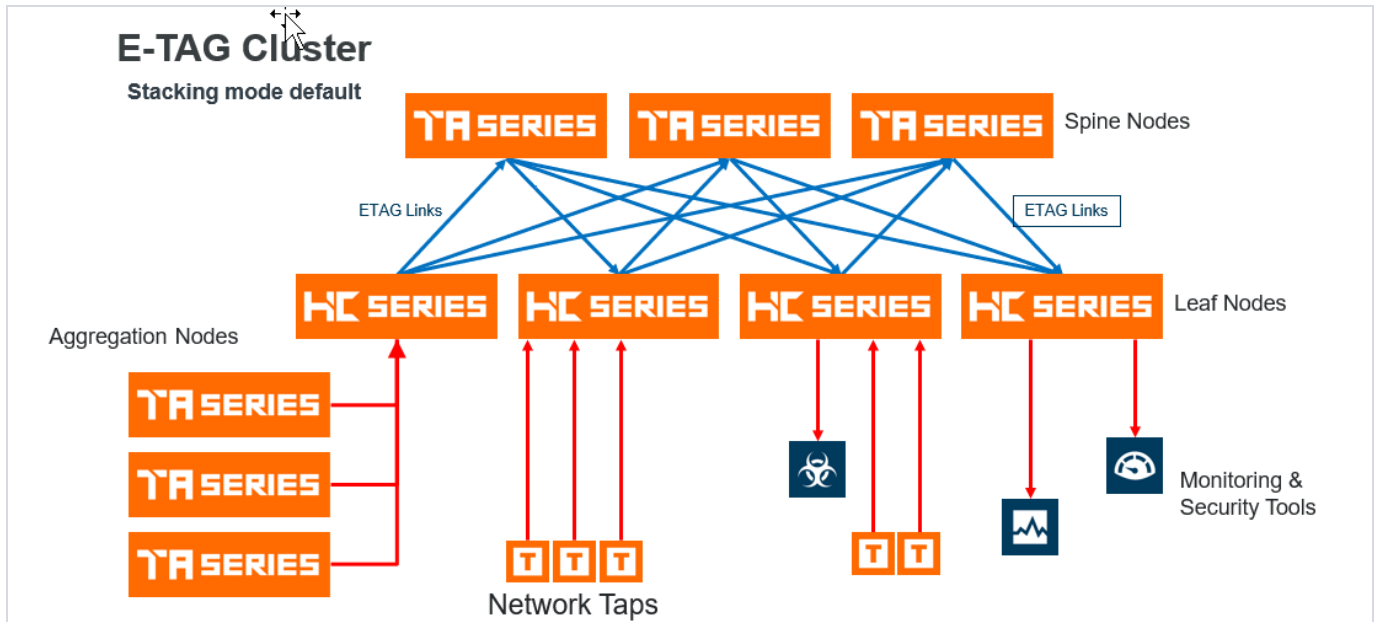 E-TAG Cluster
Stacking mode default
TA SERIES TA SERIES TA SERIES Spine Nodes
ETAG Links ETAG Links
HC SERIES HC SERIES HC SERIES HC SERIES Leaf Nodes
Aggregation Nodes
TA SERIES
TA SERIES
TA SERIES
Monitoring &
Security Tools
T T T T T
Network Taps